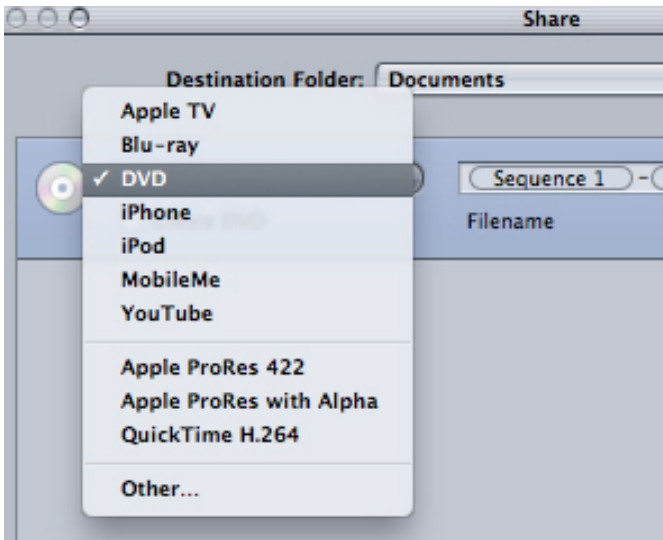 Share
Destination Folder: Documents
Apple TV
Blu-ray
✓ DVD
Sequence 1 -
iPhone
Filename
iPod
MobileMe
YouTube
Apple ProRes 422
Apple ProRes with Alpha
QuickTime H.264
Other...